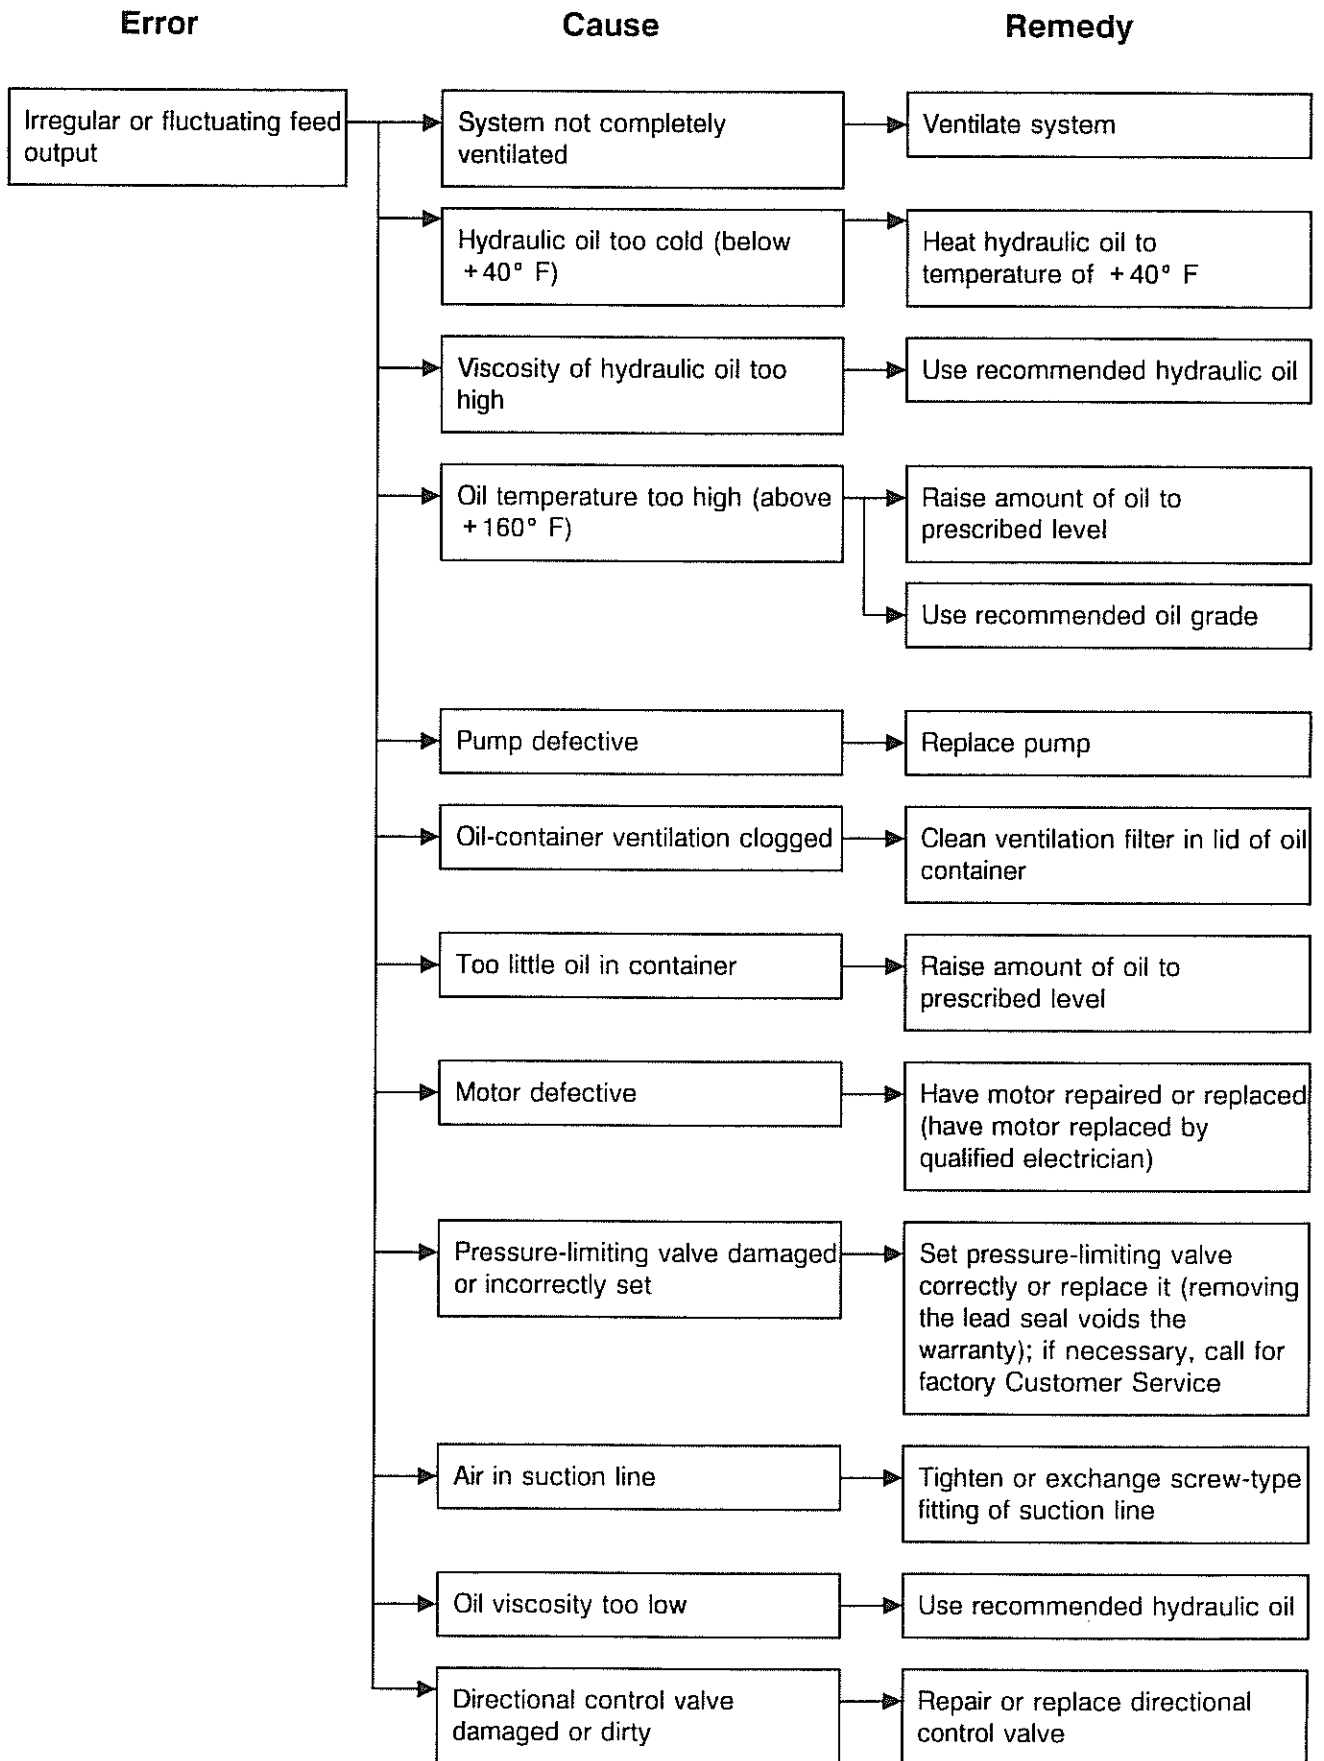 Error Cause Remedy
Irregular or fluctuating feed
output
System not completely
ventilated
Ventilate system
Hydraulic oil too cold (below
+40° F)
Heat hydraulic oil to
temperature of +40° F
Viscosity of hydraulic oil too
high
Use recommended hydraulic oil
Oil temperature too high (above
+160° F)
Raise amount of oil to
prescribed level
Use recommended oil grade
Pump defective
Replace pump
Oil-container ventilation clogged
Clean ventilation filter in lid of oil
container
Too little oil in container
Raise amount of oil to
prescribed level
Motor defective
Have motor repaired or replaced
(have motor replaced by
qualified electrician)
Pressure-limiting valve damaged
or incorrectly set
Set pressure-limiting valve
correctly or replace it (removing
the lead seal voids the
warranty); if necessary, call for
factory Customer Service
Air in suction line
Tighten or exchange screw-type
fitting of suction line
Oil viscosity too low
Use recommended hydraulic oil
Directional control valve
damaged or dirty
Repair or replace directional
control valve